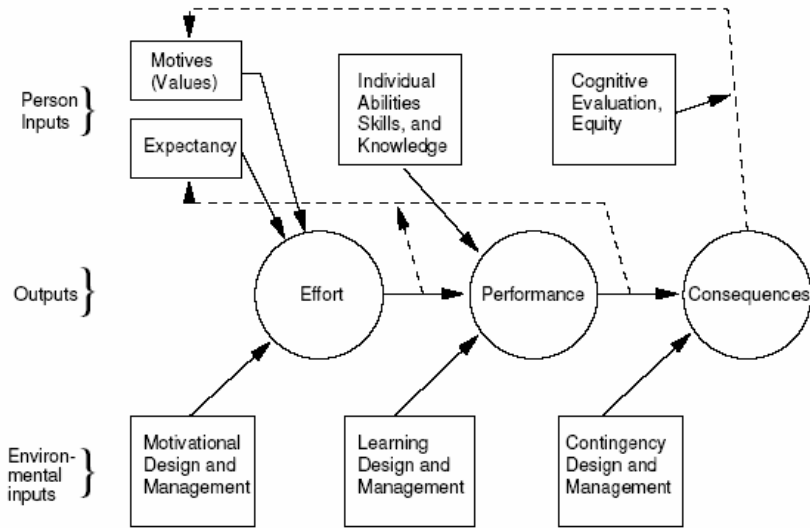 Person
Inputs
Motives
(Values)
Expectancy
Individual
Abilities
Skills, and
Knowledge
Cognitive
Evaluation,
Equity
Outputs
Effort
Performance
Consequences
Environ-
mental
inputs
Motivational
Design and
Management
Learning
Design and
Management
Contingency
Design and
Management